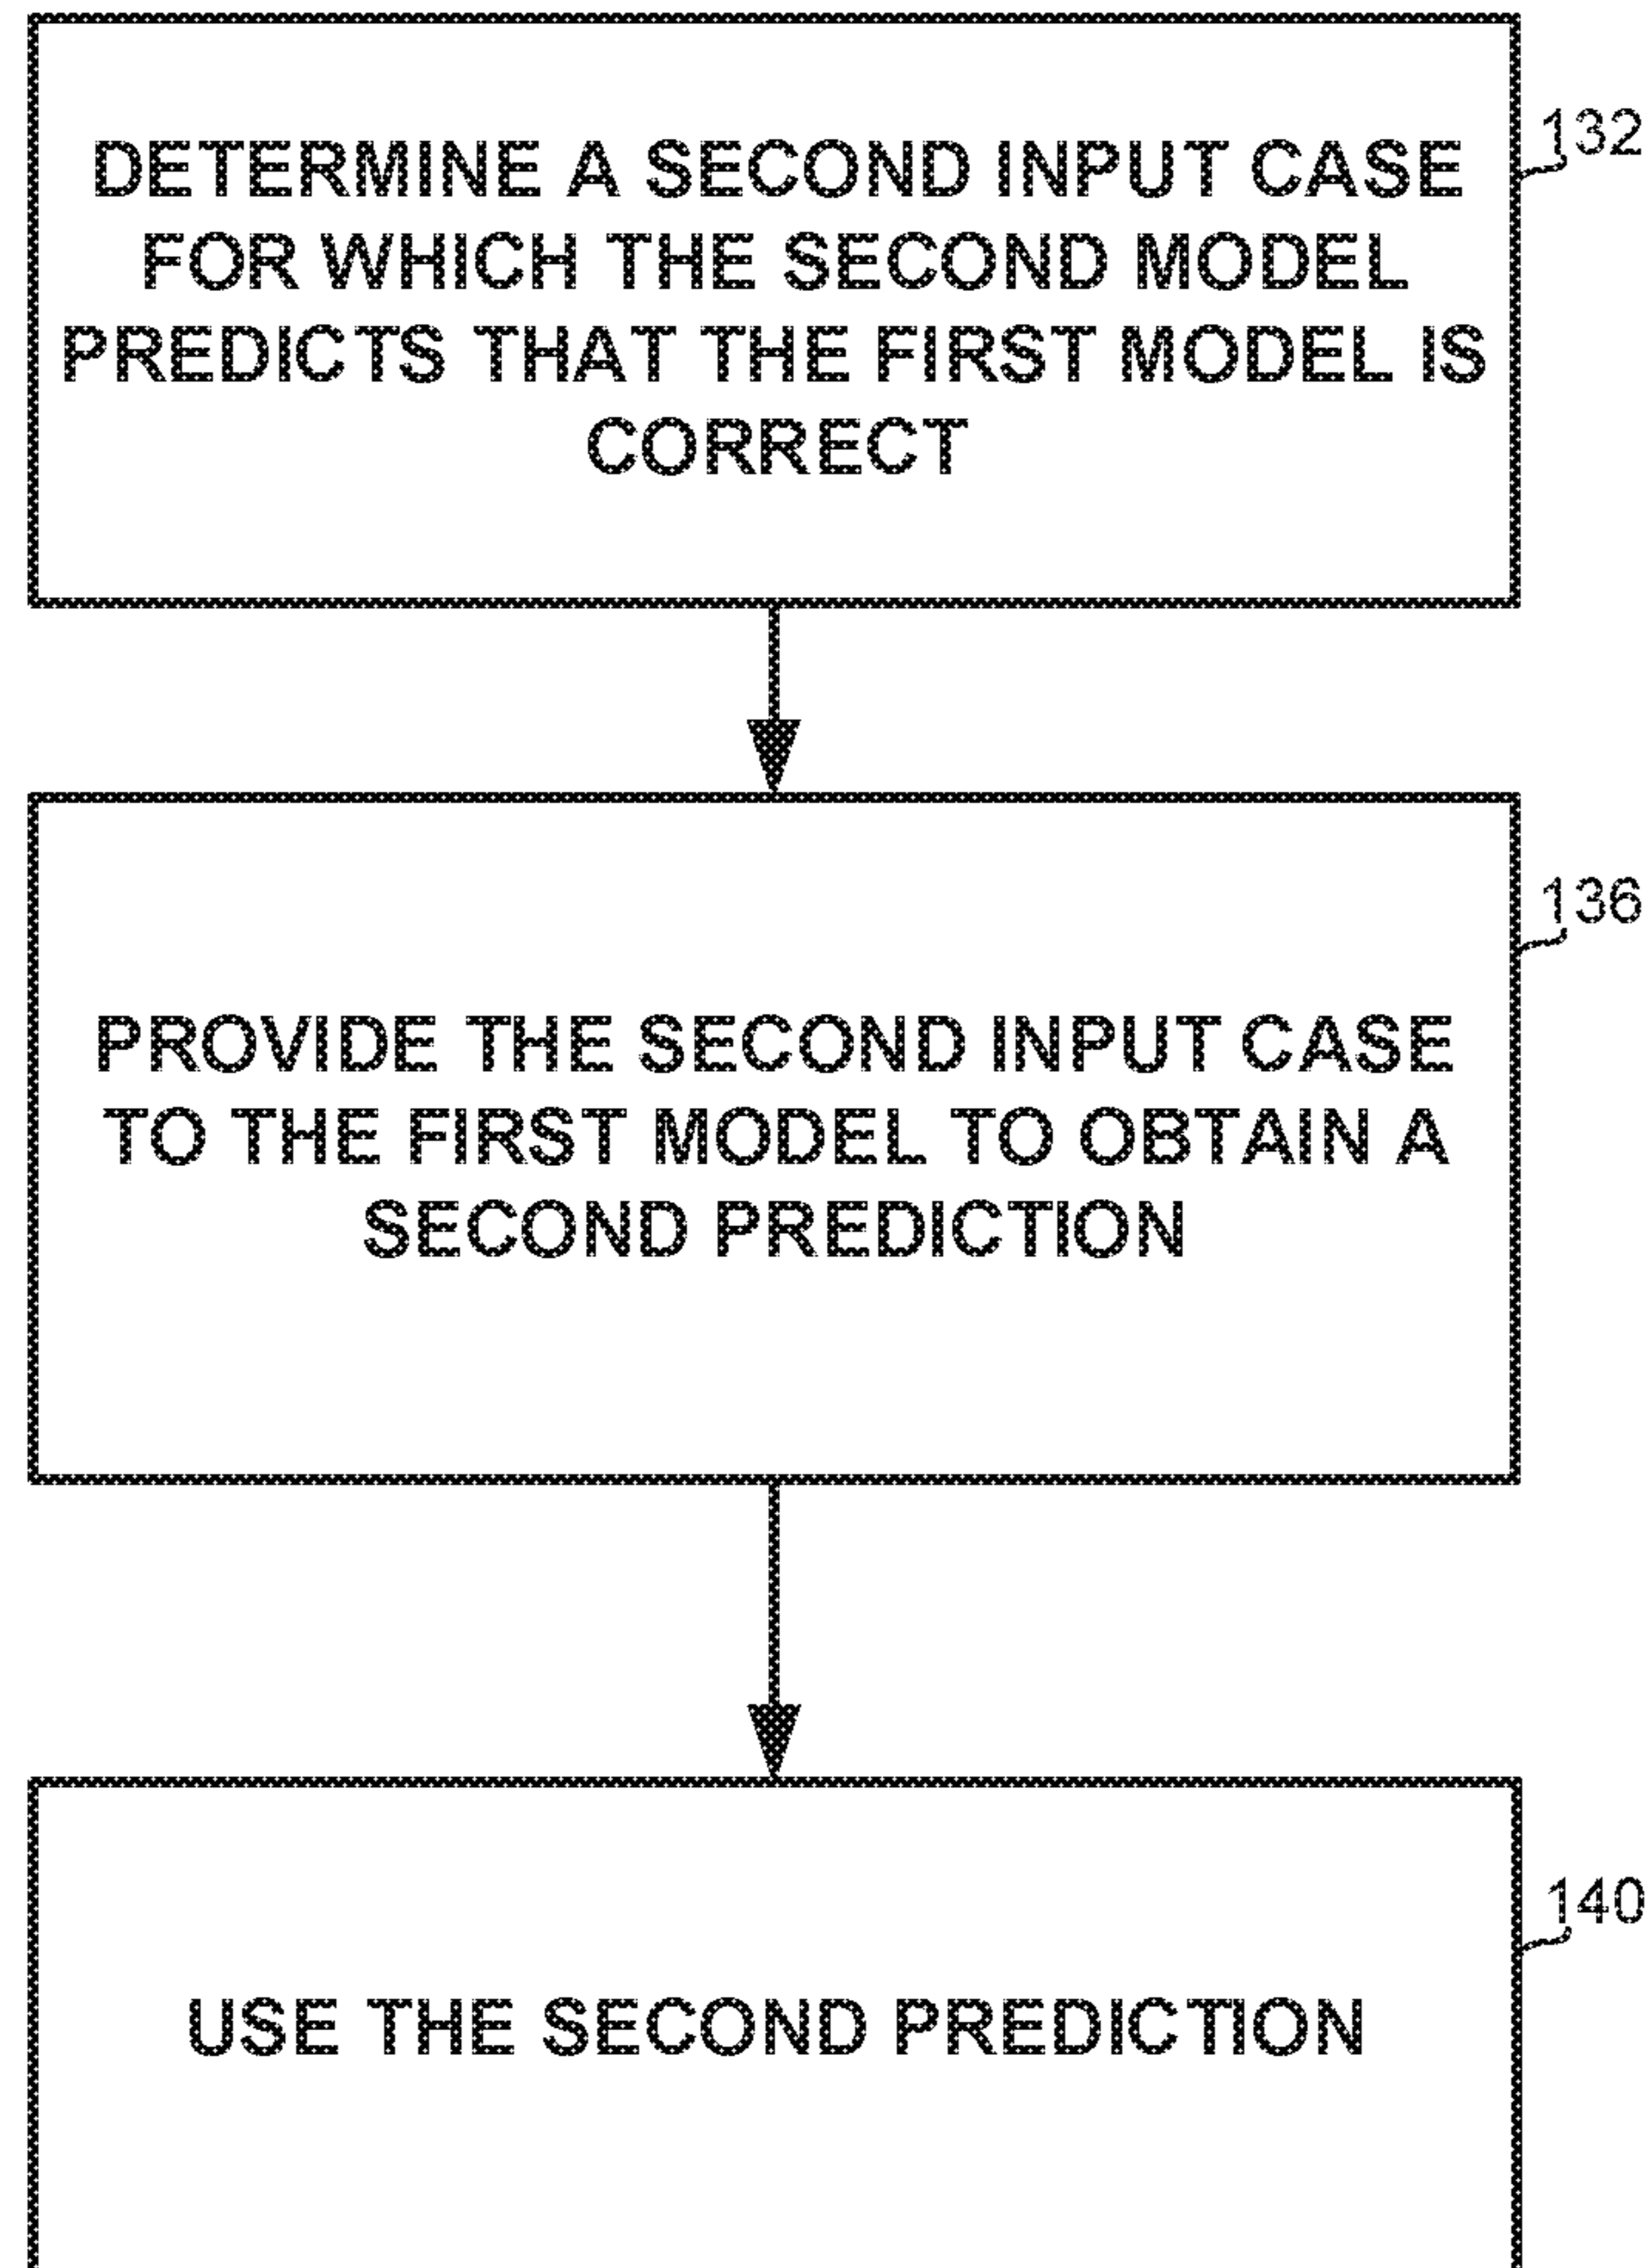 DETERMINE A SECOND INPUT CASE
FOR WHICH THE SECOND MODEL
PREDICTS THAT THE FIRST MODEL IS
CORRECT
132
PROVIDE THE SECOND INPUT CASE
TO THE FIRST MODEL TO OBTAIN A
SECOND PREDICTION
136
USE THE SECOND PREDICTION
140